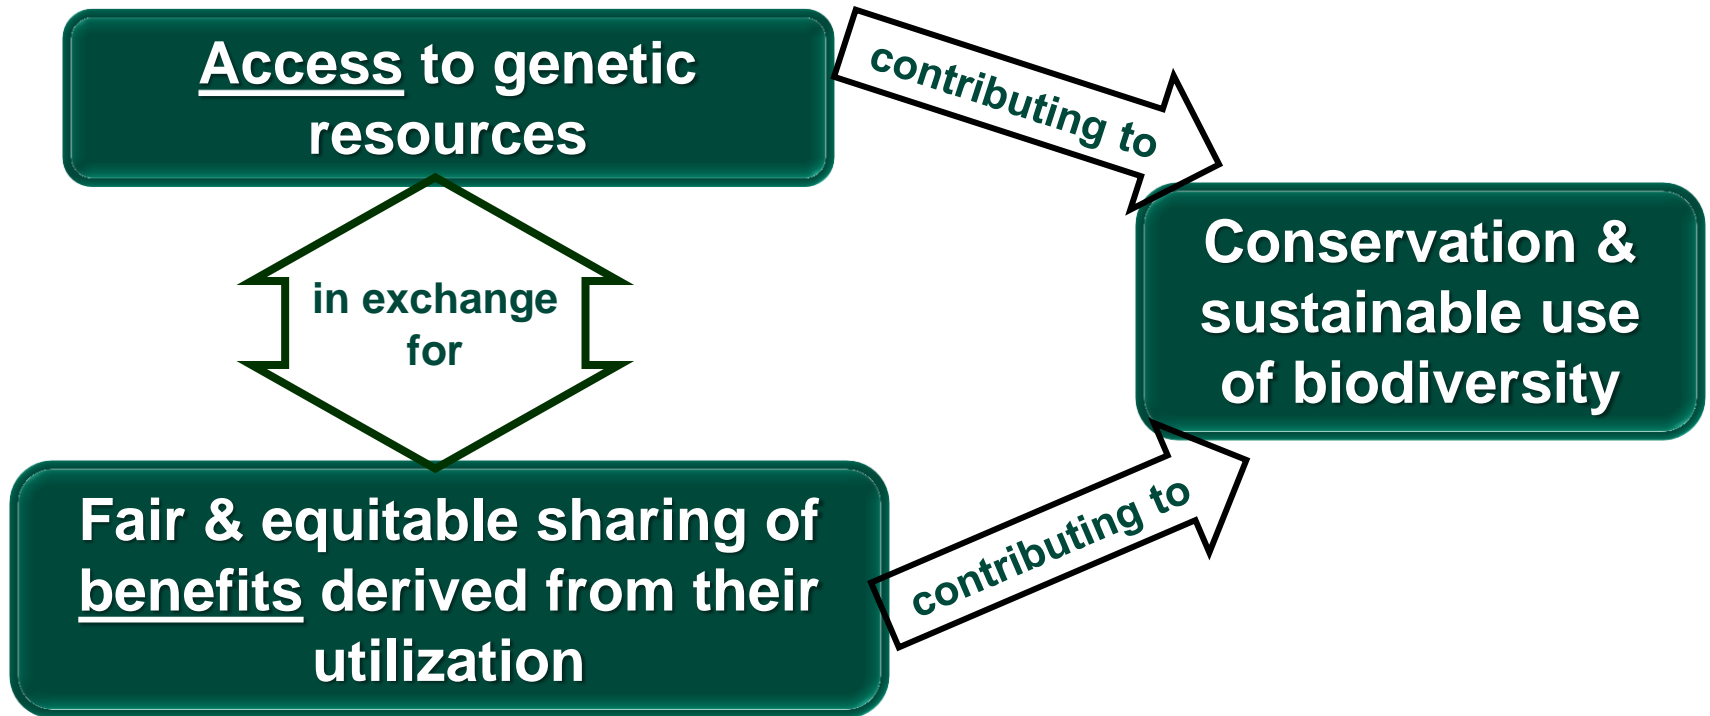 Access to genetic
resources
contributing to
in exchange
for
Conservation &
sustainable use
of biodiversity
Fair & equitable sharing of
benefits derived from their
utilization
contributing to